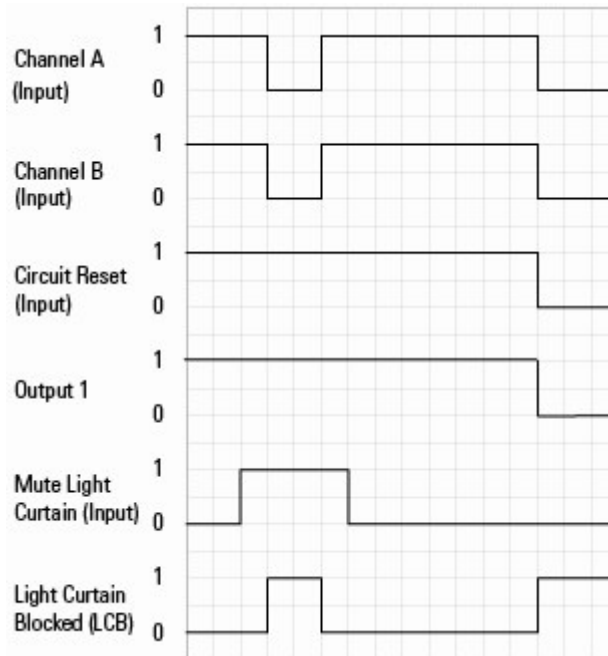 1
Channel A
(Input)
0
1
Channel B
(Input)
0
1
Circuit Reset
(Input)
0
1
Output 1
0
1
Mute Light
Curtain (Input)
0
1
Light Curtain
Blocked (LCB)
0